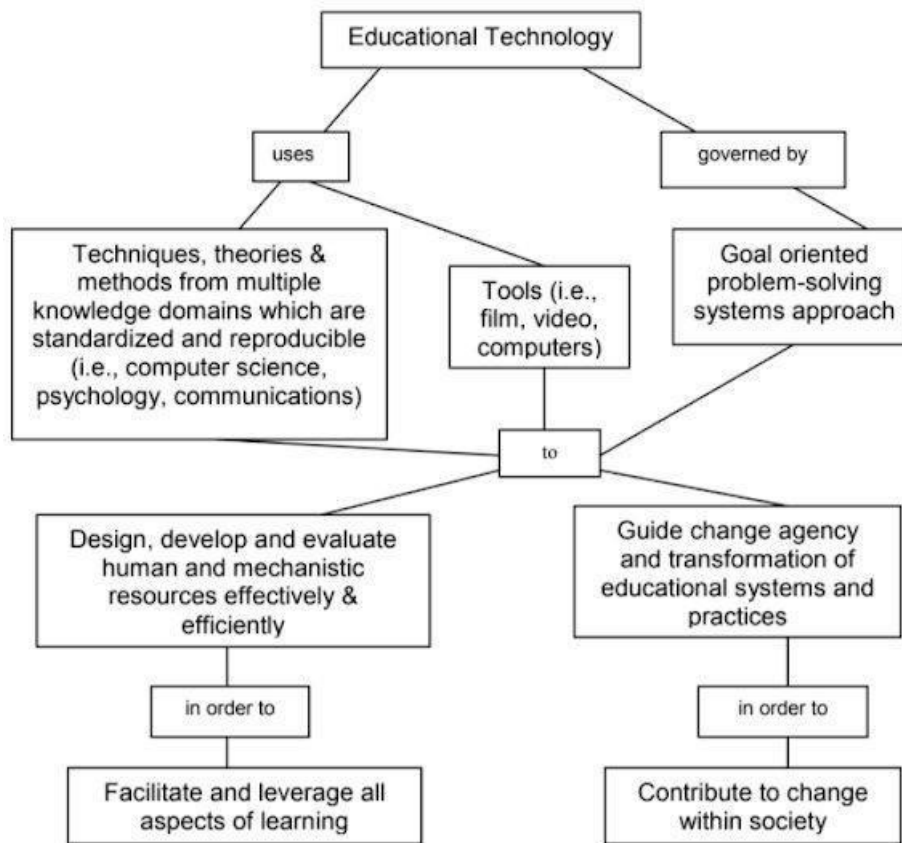 Educational Technology
uses
governed by
Techniques, theories &
methods from multiple
knowledge domains which are
standardized and reproducible
(i.e., computer science,
psychology, communications)
Tools (i.e.,
film, video,
computers)
Goal oriented
problem-solving
systems approach
to
Design, develop and evaluate
human and mechanistic
resources effectively &
efficiently
Guide change agency
and transformation of
educational systems and
practices
in order to
in order to
Facilitate and leverage all
aspects of learning
Contribute to change
within society